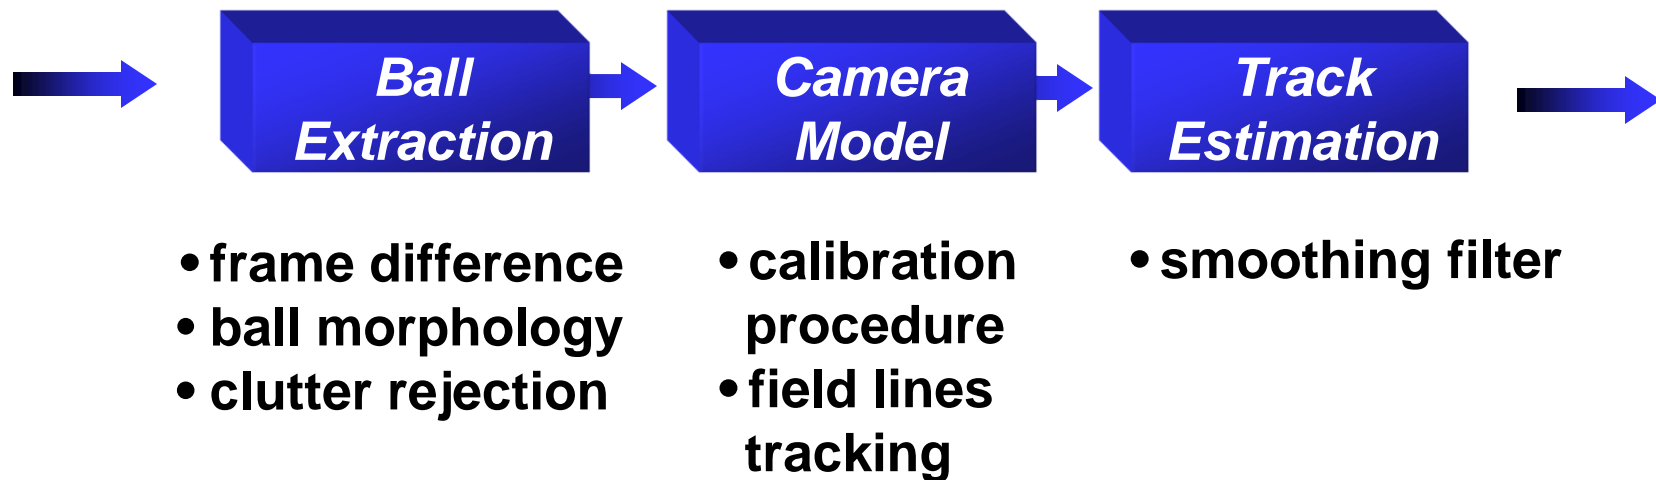 Ball
Extraction
Camera
Model
Track
Estimation
• frame difference
• ball morphology
• clutter rejection
• calibration
procedure
• field lines
tracking
• smoothing filter